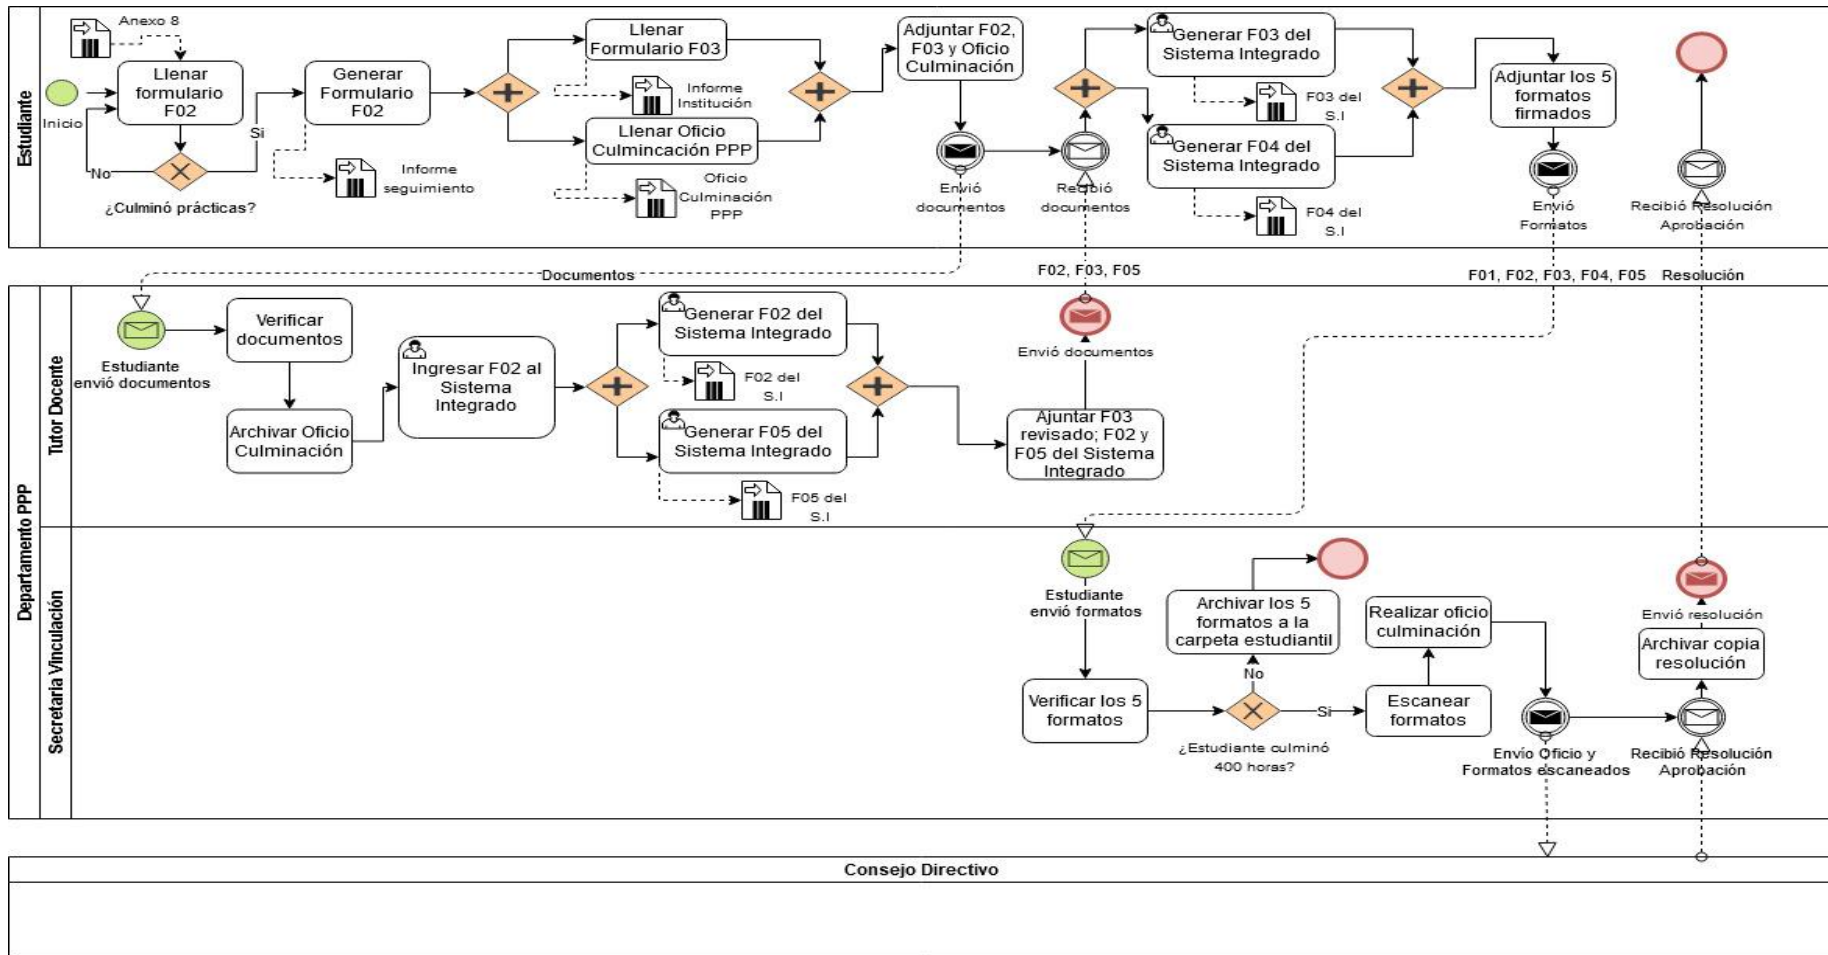 Estudiante
Anexo 8
Inicio
Llenar
formulario
F02
No
¿Culminó prácticas?
Si
Generar
Formulario
F02
Informe
seguimiento
Llenar
Formulario F03
Informe
Institución
Llenar Oficio
Culmincación PPP
Oficio
Culminación
PPP
Adjuntar F02,
F03 y Oficio
Culminación
Envió
documentos
Recibió
documentos
Generar F03 del
Sistema Integrado
F03 del
S.I
Generar F04 del
Sistema Integrado
F04 del
S.I
Adjuntar los 5
formatos
firmados
Envió
Formatos
Recibió Resolución
Aprobación
Documentos
F02, F03, F05
F01, F02, F03, F04, F05
Resolución
Departamento PPP
Tutor Docente
Estudiante
envió documentos
Verificar
documentos
Archivar Oficio
Culminación
Ingresar F02 al
Sistema
Integrado
Generar F02 del
Sistema Integrado
F02 del
S.I
Generar F05 del
Sistema Integrado
F05 del
S.I
Envió documentos
Ajuntar F03
revisado; F02 y
F05 del Sistema
Integrado
Secretaria Vinculación
Estudiante
envió formatos
Verificar los 5
formatos
Archivar los 5
formatos a la
carpeta estudiantil
No
¿Estudiante culminó
400 horas?
Si
Escanear
formatos
Realizar oficio
culminación
Envío Oficio y
Formatos escaneados
Recibió Resolución
Aprobación
Archivar copia
resolución
Envió resolución
Consejo Directivo